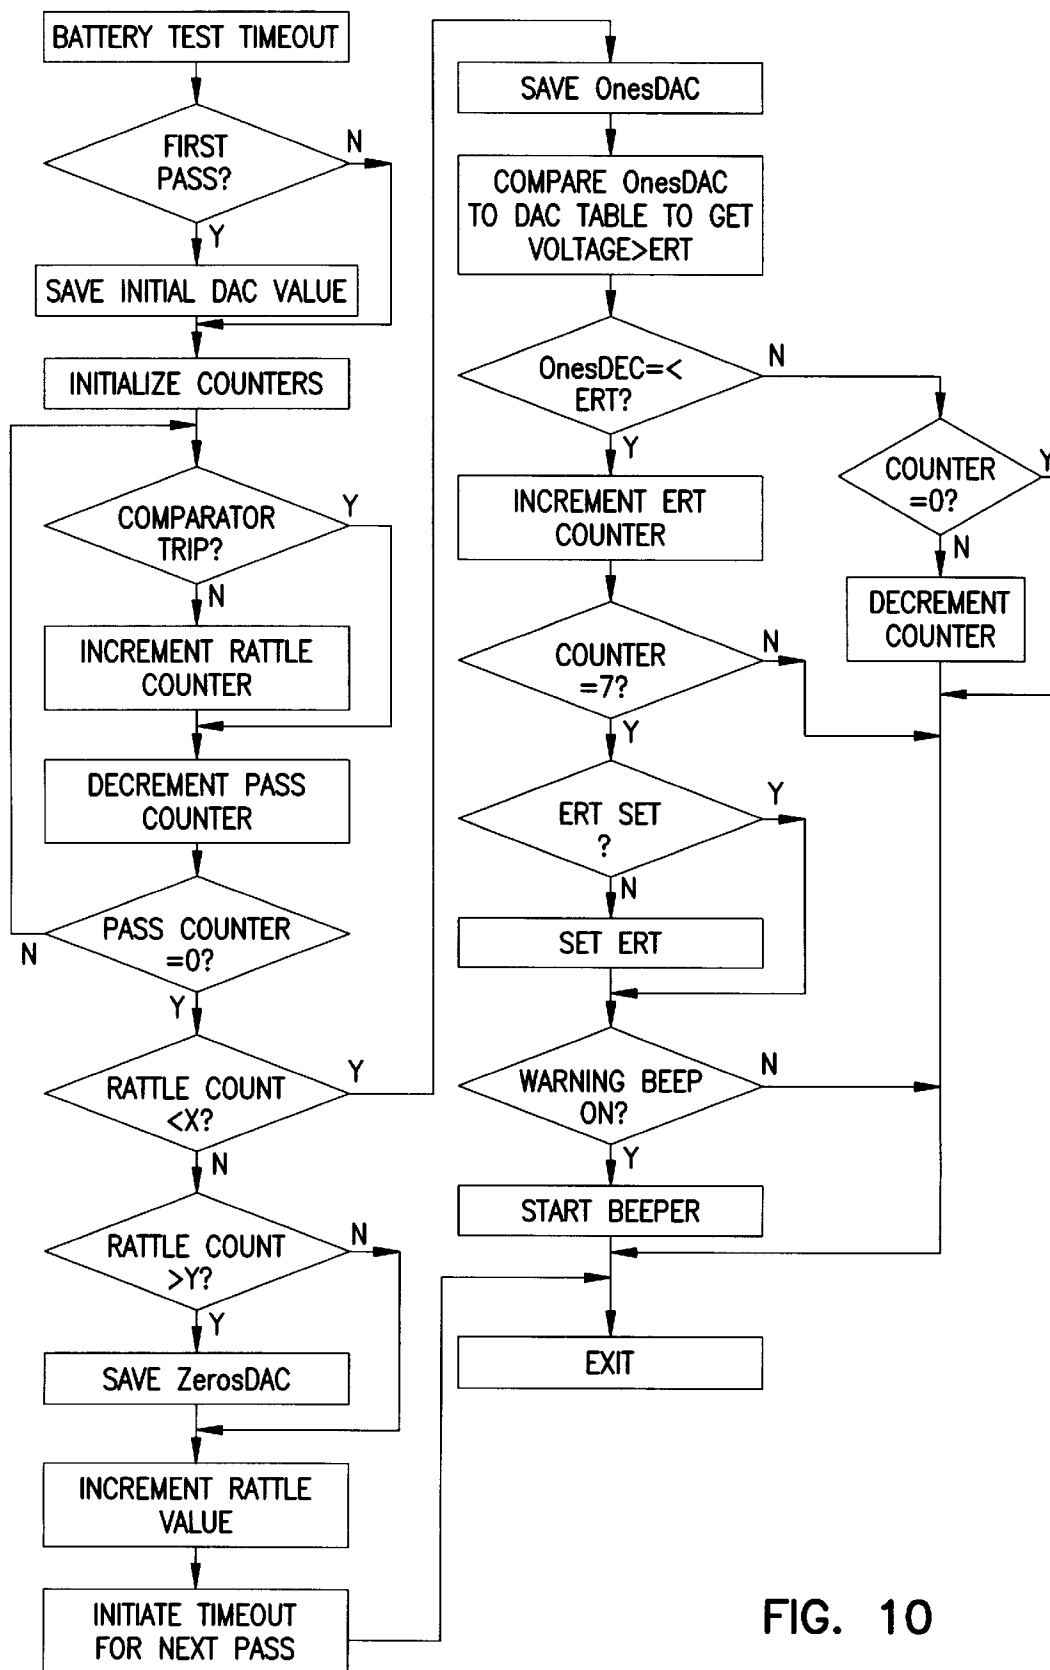 BATTERY TEST TIMEOUT
FIRST
PASS?
N
Y
SAVE INITIAL DAC VALUE
INITIALIZE COUNTERS
COMPARATOR
TRIP?
Y
N
INCREMENT RATTLE
COUNTER
DECREMENT PASS
COUNTER
PASS COUNTER
=0?
N
Y
RATTLE COUNT
<X?
Y
N
RATTLE COUNT
>Y?
N
Y
SAVE ZerosDAC
INCREMENT RATTLE
VALUE
INITIATE TIMEOUT
FOR NEXT PASS
SAVE OnesDAC
COMPARE OnesDAC
TO DAC TABLE TO GET
VOLTAGE>ERT
OnesDEC=<
ERT?
N
Y
COUNTER
=0?
Y
N
DECREMENT
COUNTER
INCREMENT ERT
COUNTER
COUNTER
=7?
N
Y
ERT SET
?
Y
N
SET ERT
WARNING BEEP
ON?
N
Y
START BEEPER
EXIT
FIG. 10